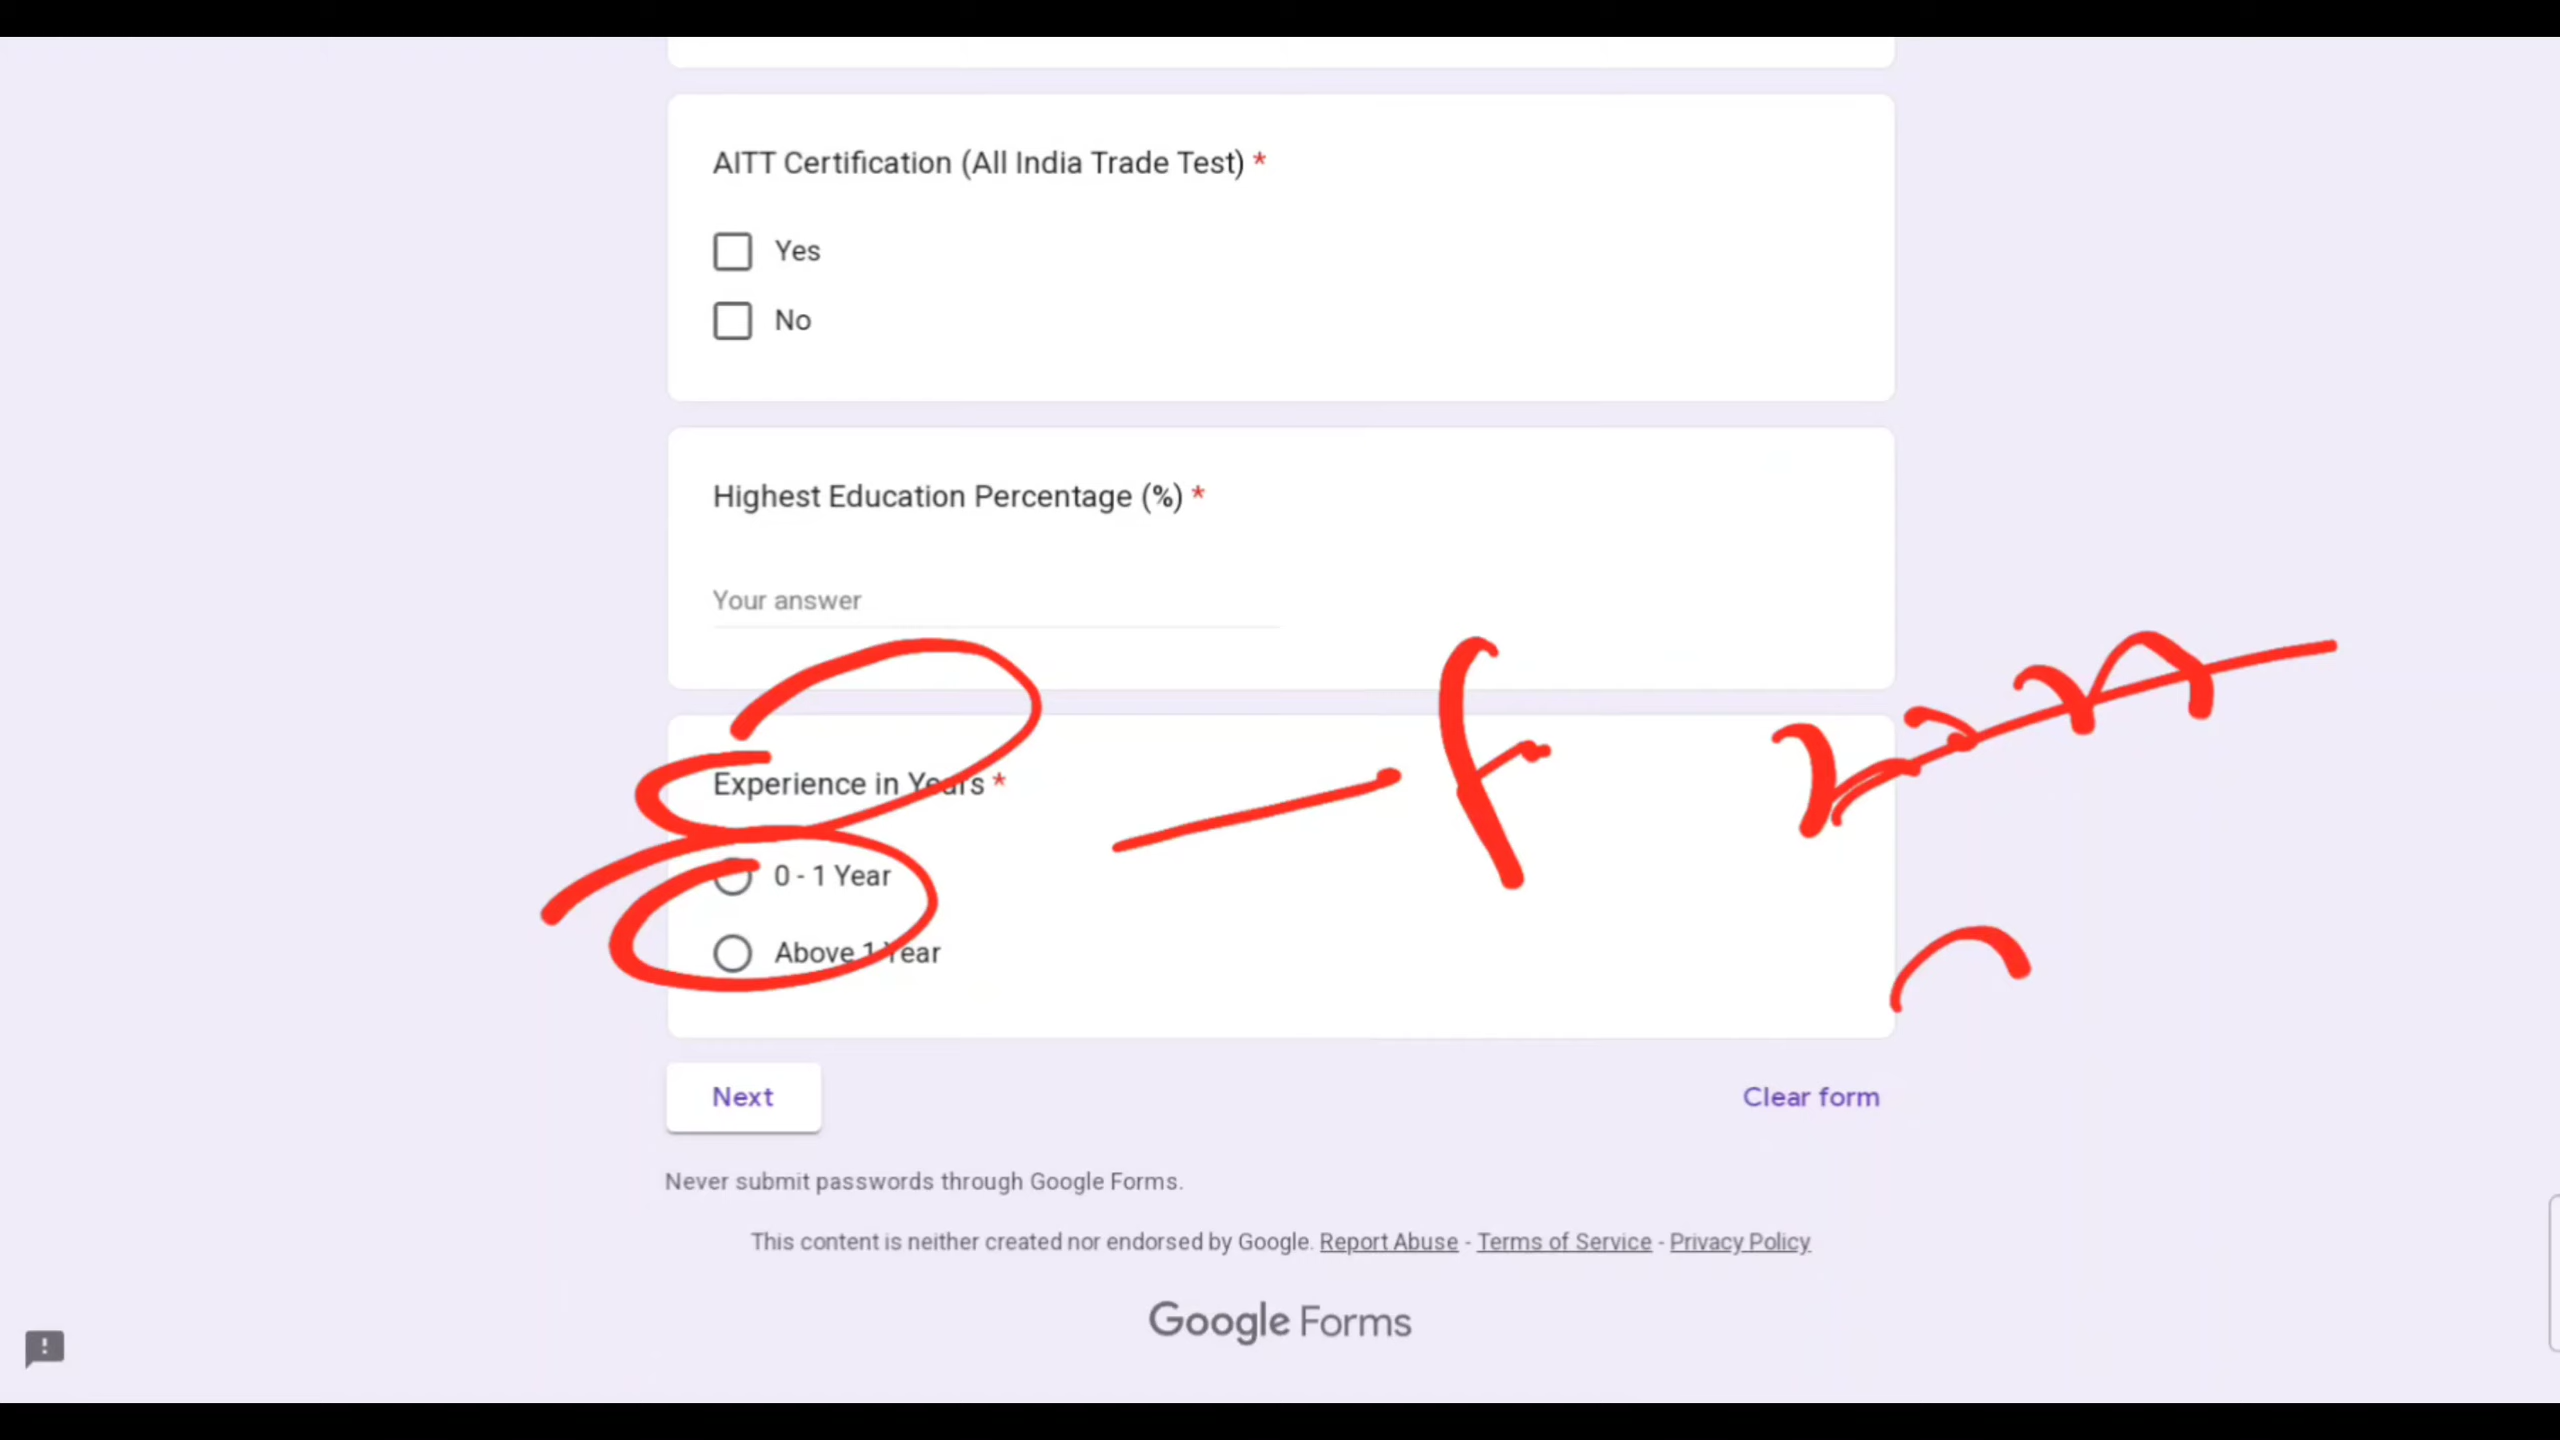 AITT Certification (All India Trade Test) *
Yes
No
Highest Education Percentage (%) *
Your answer
Experience in Years *
0 - 1 Year
Above 1 Year
Next
Clear form
Never submit passwords through Google Forms.
This content is neither created nor endorsed by Google. Report Abuse - Terms of Service - Privacy Policy
Google Forms